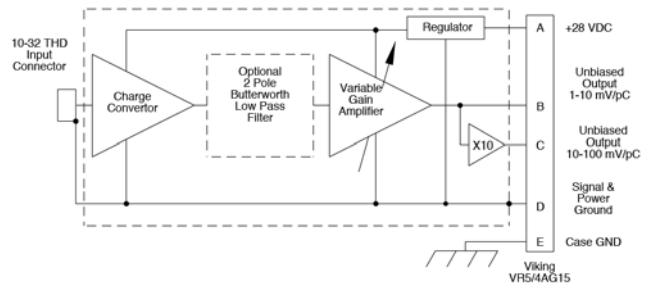 10-32 THD
Input
Connector
Charge
Convertor
Optional
2 Pole
Butterworth
Low Pass
Filter
Variable
Gain
Amplifier
Regulator
X10
A
+28 VDC
B
Unbiased
Output
1-10 mV/pC
C
Unbiased
Output
10-100 mV/pC
D
Signal &
Power
Ground
E
Case GND
Viking
VR5/4AG15